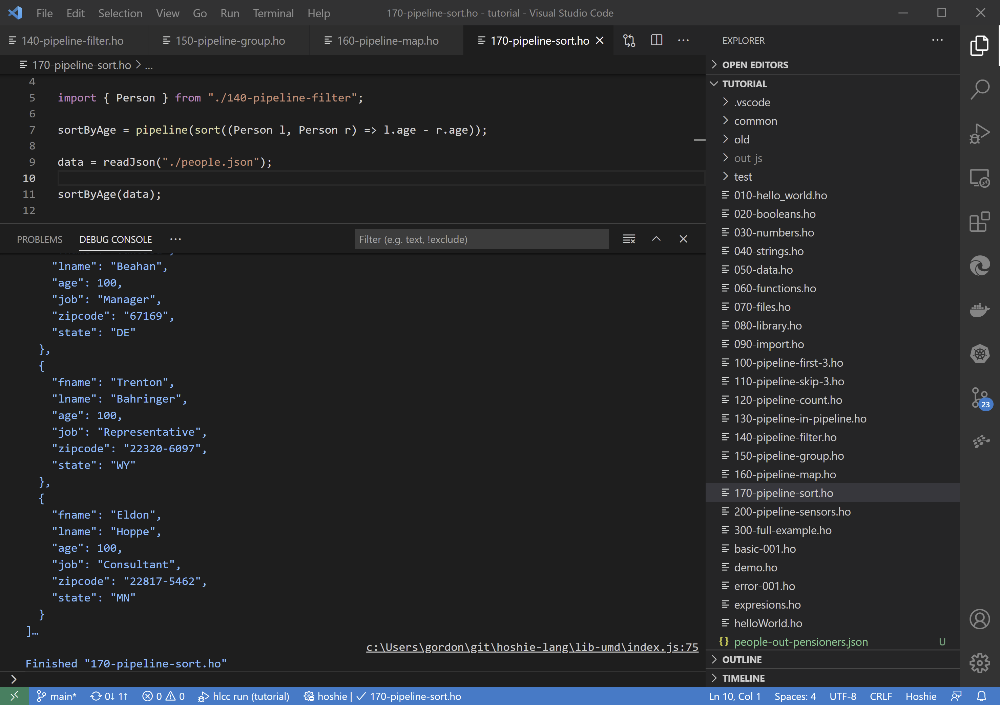 File Edit Selection View Go Run Terminal Help 170-pipeline-sort.ho - tutorial - Visual Studio Code
140-pipeline-filter.ho 150-pipeline-group.ho 160-pipeline-map.ho 170-pipeline-sort.ho
170-pipeline-sort.ho > ...
4
5 import { Person } from "./140-pipeline-filter";
6
7 sortByAge = pipeline(sort((Person l, Person r) => l.age - r.age));
8
9 data = readJson("./people.json");
10
11 sortByAge(data);
12
PROBLEMS DEBUG CONSOLE ··· Filter (e.g. text, !exclude)
"lname": "Beahan",
"age": 100,
"job": "Manager",
"zipcode": "67169",
"state": "DE"
},
{
"fname": "Trenton",
"lname": "Bahringer",
"age": 100,
"job": "Representative",
"zipcode": "22320-6097",
"state": "WY"
},
{
"fname": "Eldon",
"lname": "Hoppe",
"age": 100,
"job": "Consultant",
"zipcode": "22817-5462",
"state": "MN"
}
]…
c:\Users\gordon\git\hoshie-lang\lib-umd\index.js:75
Finished "170-pipeline-sort.ho"
EXPLORER
OPEN EDITORS
TUTORIAL
.vscode
common
old
out-js
test
010-hello_world.ho
020-booleans.ho
030-numbers.ho
040-strings.ho
050-data.ho
060-functions.ho
070-files.ho
080-library.ho
090-import.ho
100-pipeline-first-3.ho
110-pipeline-skip-3.ho
120-pipeline-count.ho
130-pipeline-in-pipeline.ho
140-pipeline-filter.ho
150-pipeline-group.ho
160-pipeline-map.ho
170-pipeline-sort.ho
200-pipeline-sensors.ho
300-full-example.ho
basic-001.ho
demo.ho
error-001.ho
expresions.ho
helloWorld.ho
{} people-out-pensioners.json U
OUTLINE
TIMELINE
23
main* 0↓ 1↑ 0 0 hlcc run (tutorial) hoshie | ✓ 170-pipeline-sort.ho Ln 10, Col 1 Spaces: 4 UTF-8 CRLF Hoshie